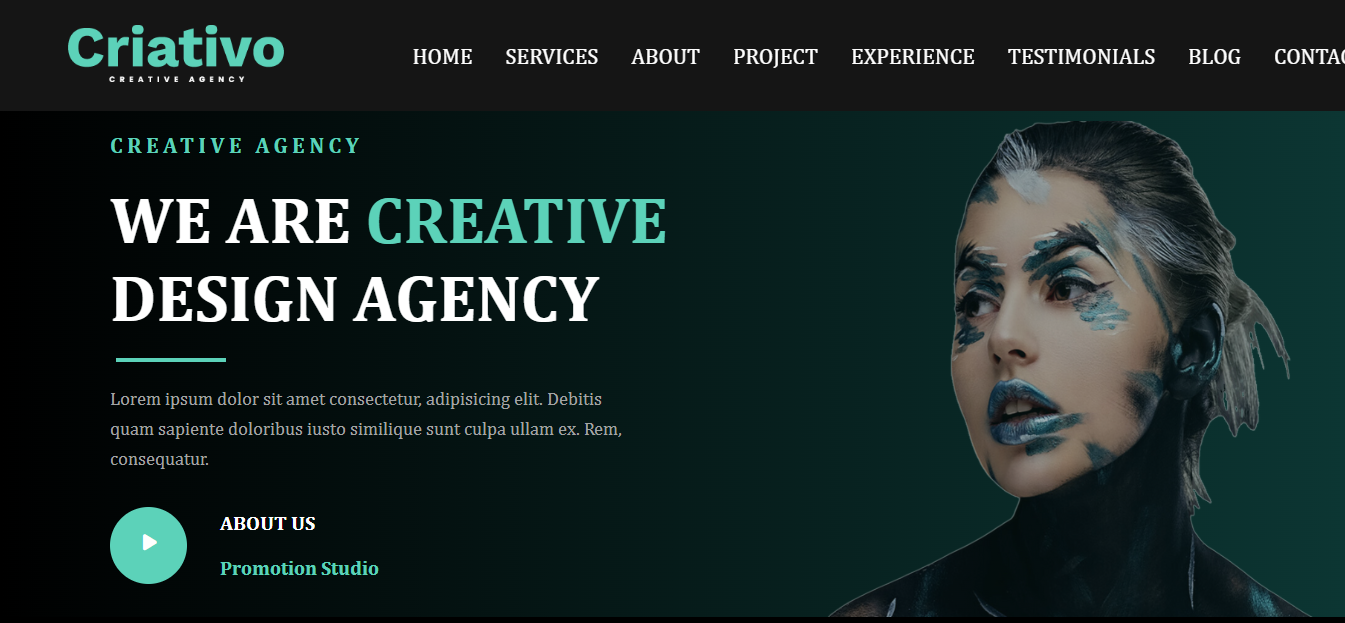 Criativo
CREATIVE AGENCY
HOME SERVICES ABOUT PROJECT EXPERIENCE TESTIMONIALS BLOG CONTAC
CREATIVE AGENCY
WE ARE CREATIVE
DESIGN AGENCY
Lorem ipsum dolor sit amet consectetur, adipisicing elit. Debitis
quam sapiente doloribus iusto similique sunt culpa ullam ex. Rem,
consequatur.
ABOUT US
Promotion Studio